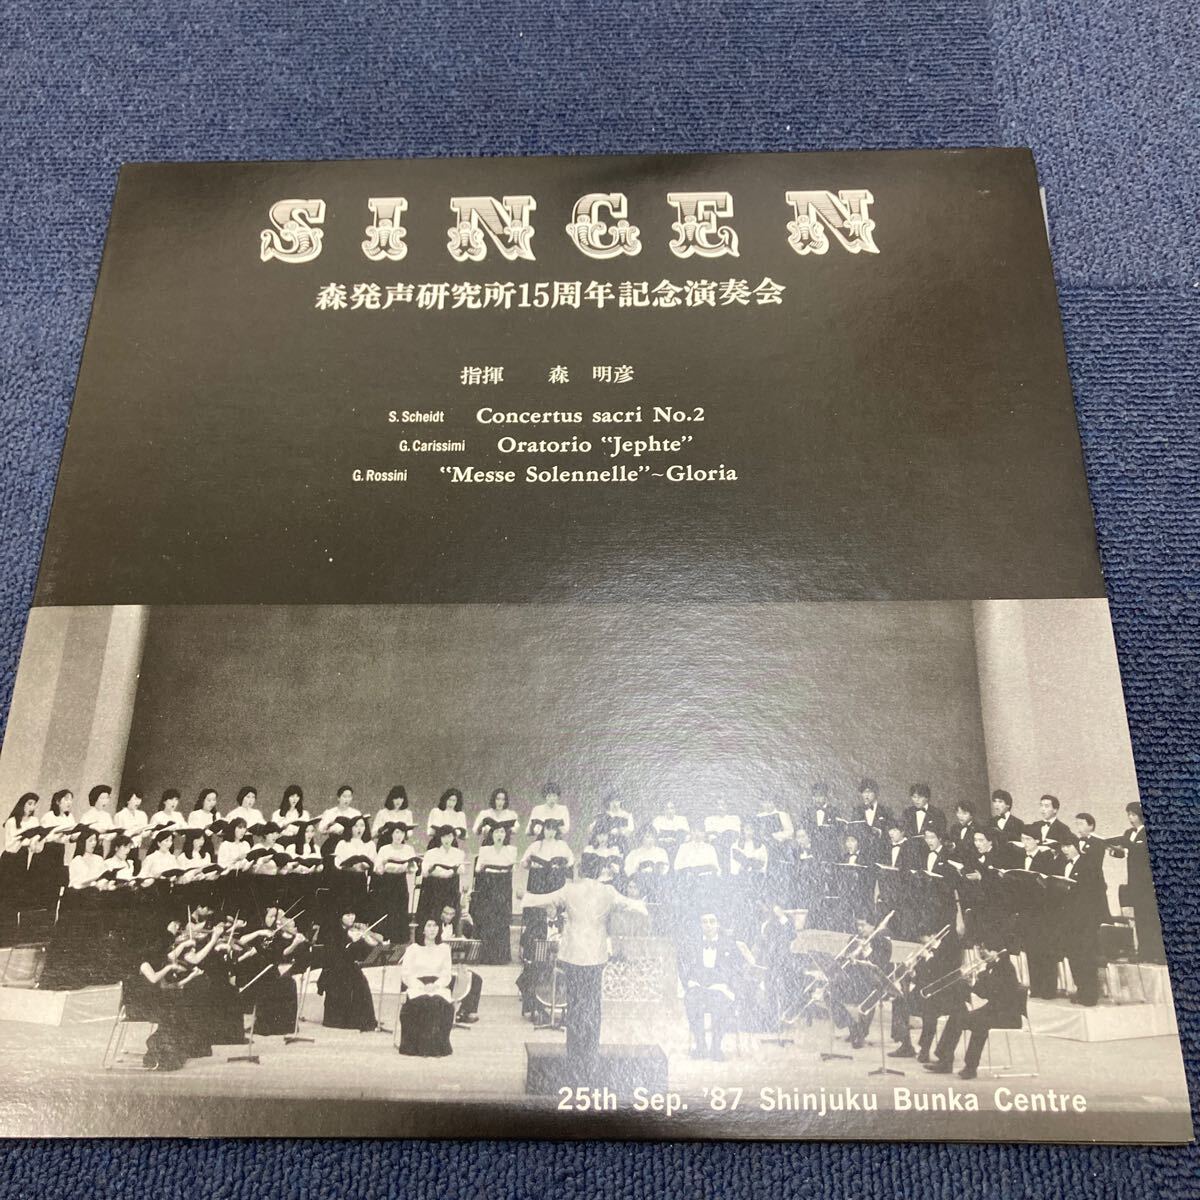 SINGEN
森発声研究所15周年記念演奏会
指揮 森 明彦
S. Scheidt Concertus sacri No.2
G. Carissimi Oratorio "Jephte"
G. Rossini "Messe Solennelle"~Gloria
25th Sep. '87 Shinjuku Bunka Centre